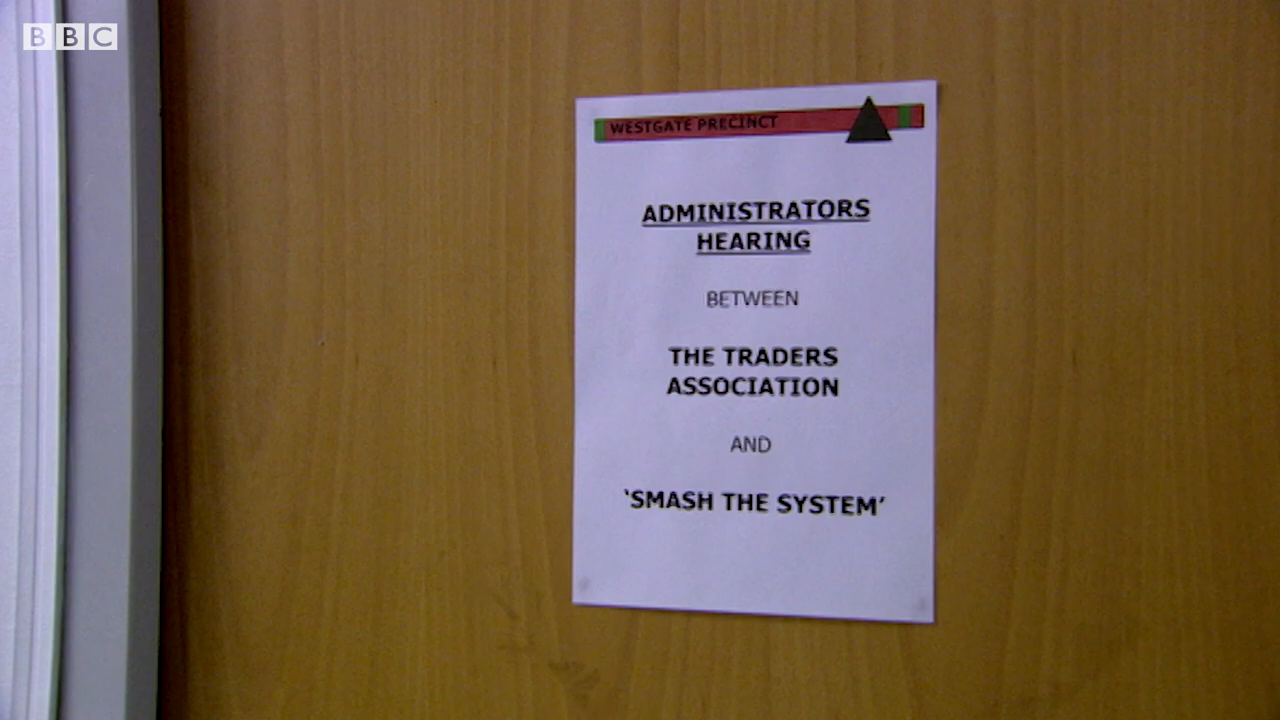 BBC
WESTGATE PRECINCT
ADMINISTRATORS
HEARING
BETWEEN
THE TRADERS
ASSOCIATION
AND
‘SMASH THE SYSTEM’